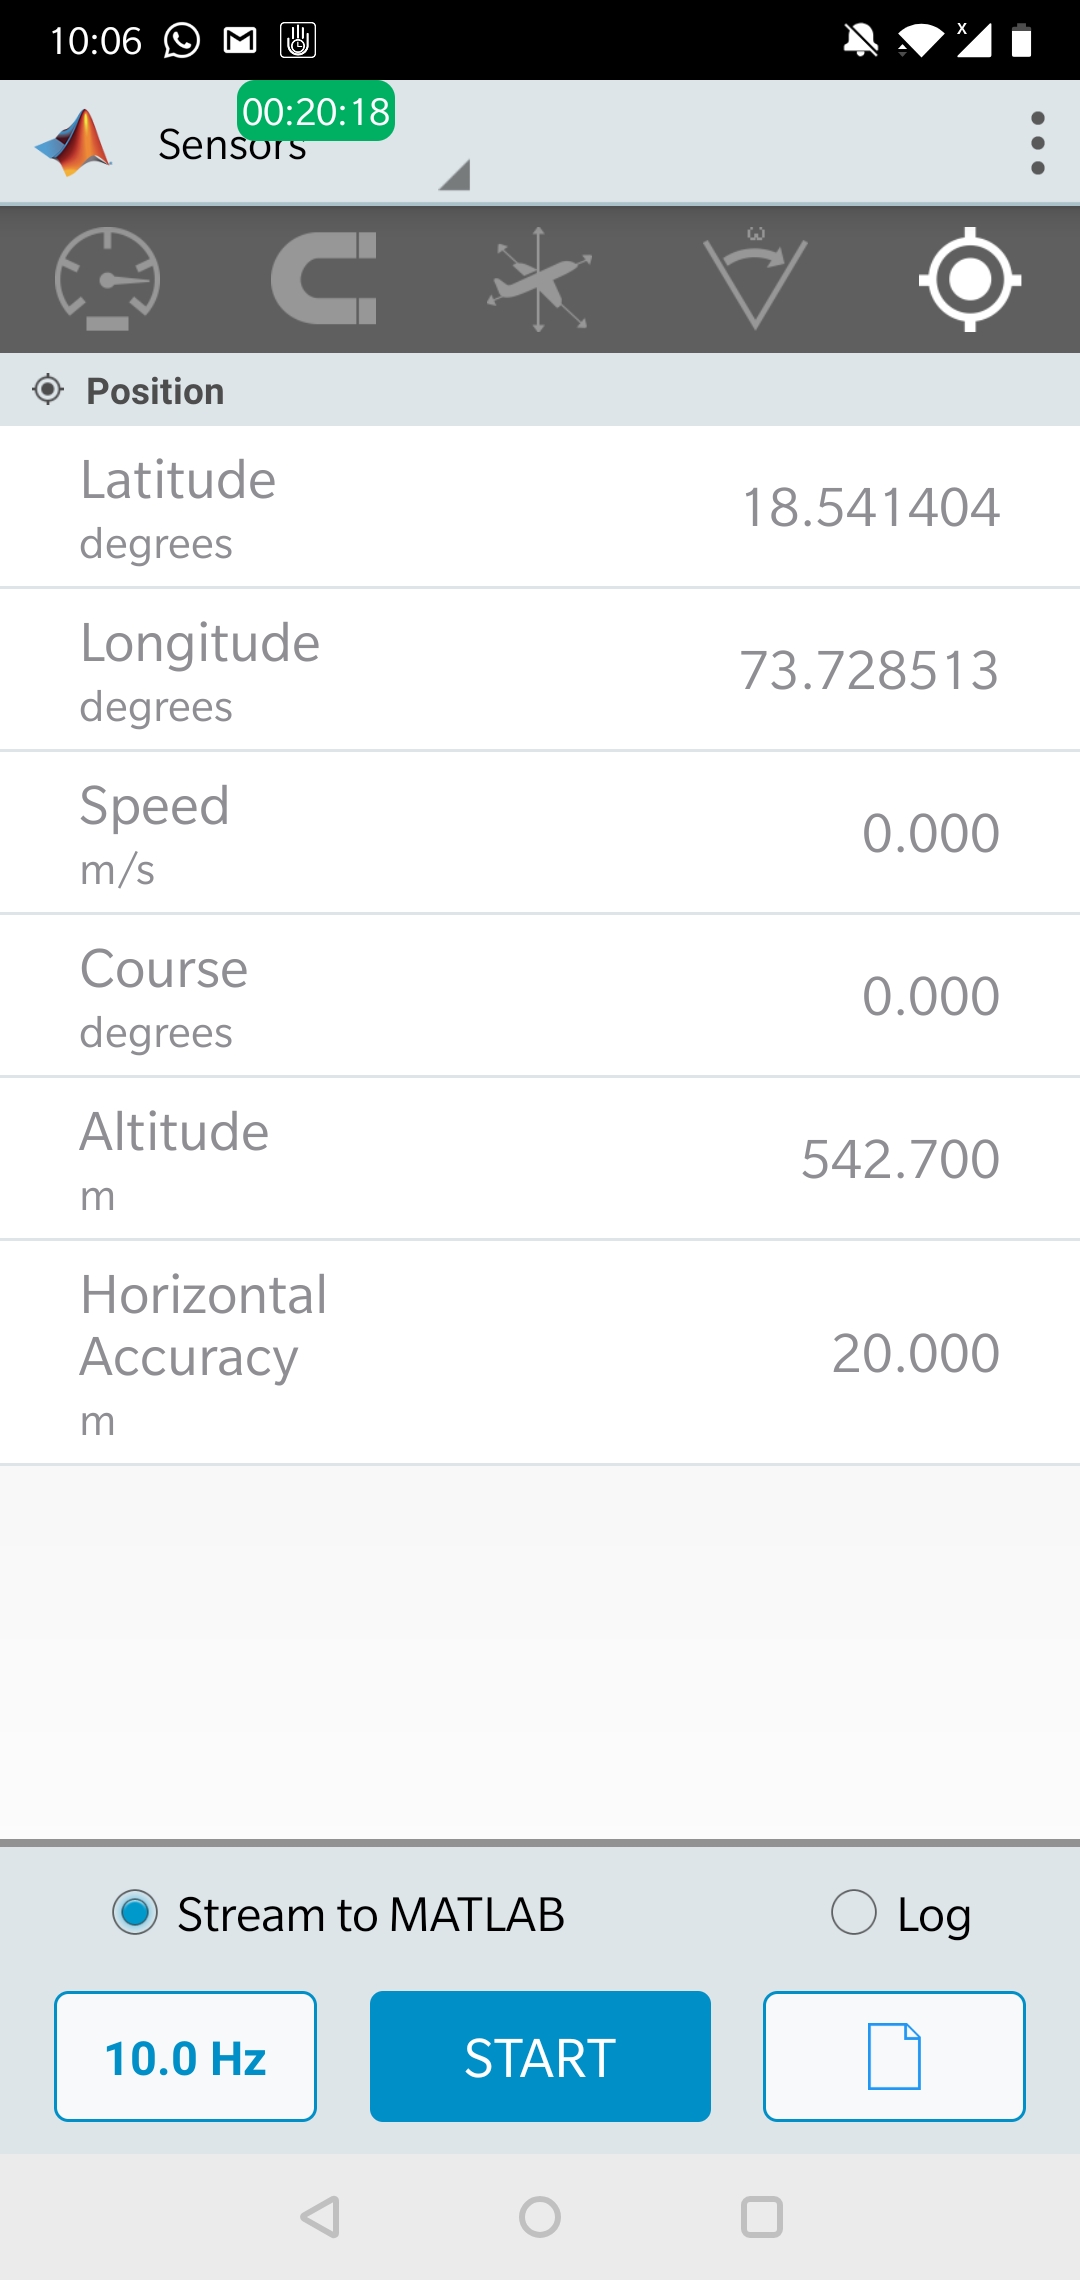 10:06
00:20:18
Sensors
ω
Position
Latitude
degrees
18.541404
Longitude
degrees
73.728513
Speed
m/s
0.000
Course
degrees
0.000
Altitude
m
542.700
Horizontal
Accuracy
m
20.000
Stream to MATLAB
Log
10.0 Hz
START